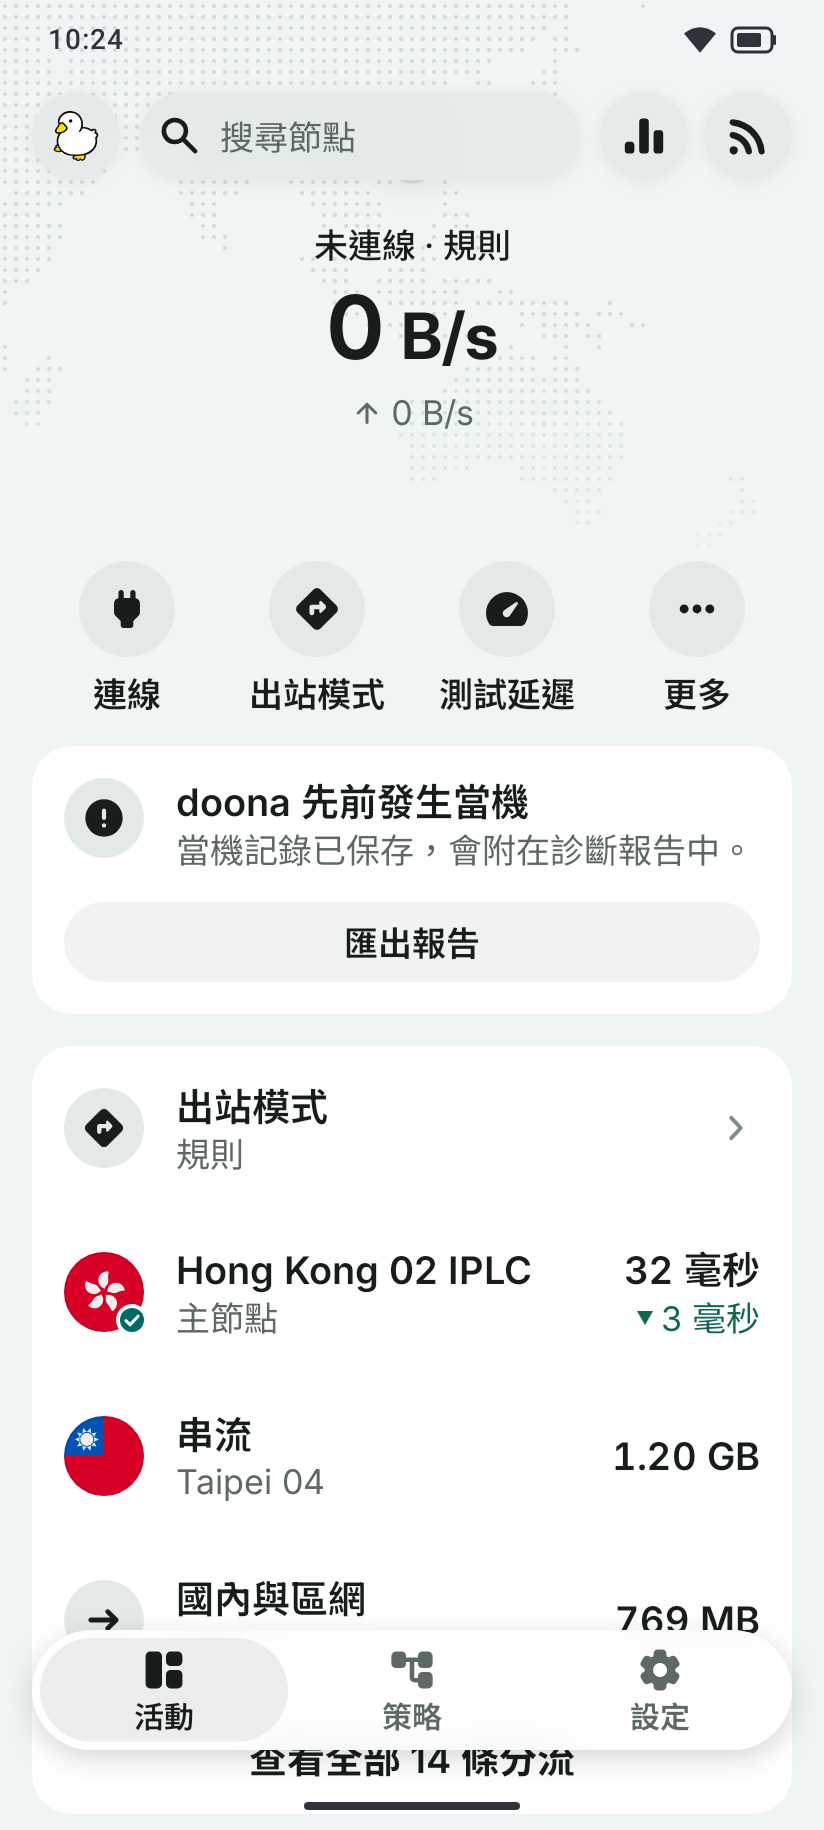 10:24
搜尋節點
未連線 · 規則
0 B/s
↑ 0 B/s
連線
出站模式
測試延遲
更多
doona 先前發生當機
當機記錄已保存，會附在診斷報告中。
匯出報告
出站模式
規則
Hong Kong 02 IPLC
32 毫秒
主節點
▼3 毫秒
串流
1.20 GB
Taipei 04
國內與區網
769 MB
活動
策略
設定
查看全部 14 條分流